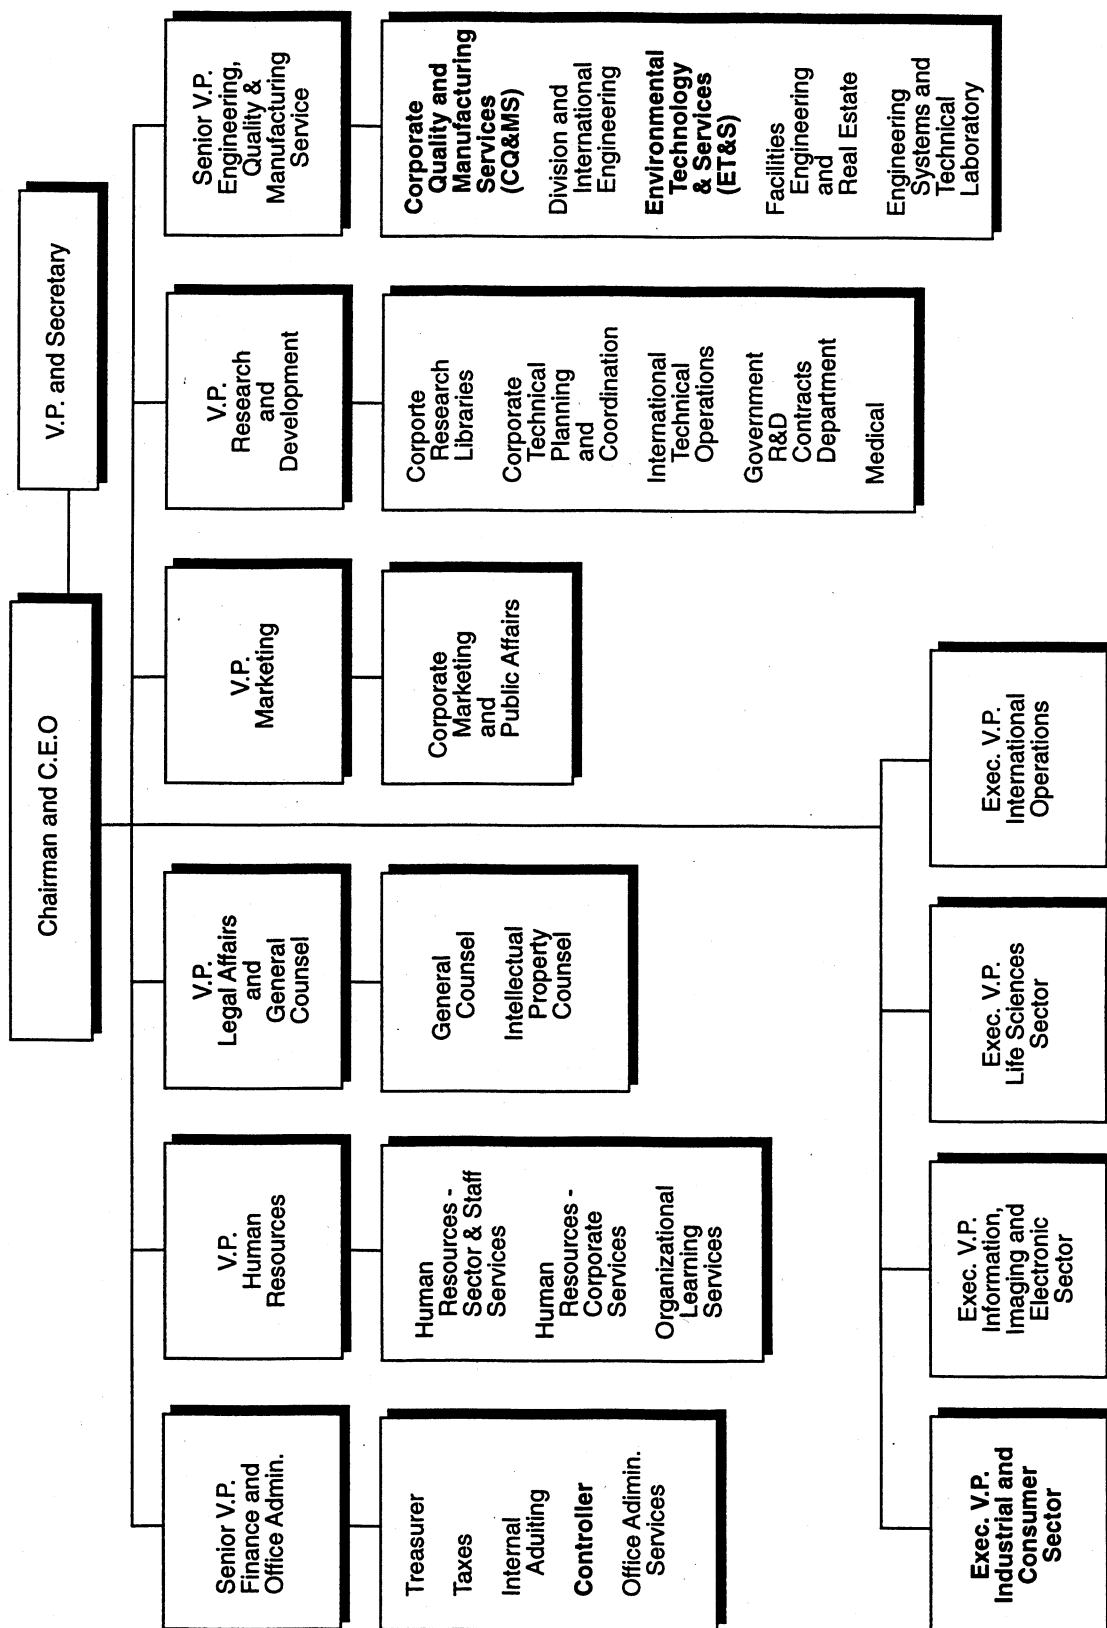 Chairman and C.E.O
V.P. and Secretary
Senior V.P.
Finance and
Office Admin.
V.P.
Human
Resources
V.P.
Legal Affairs
and
General
Counsel
V.P.
Marketing
V.P.
Research
and
Development
Senior V.P.
Engineering,
Quality &
Manufacturing
Service
Treasurer
Taxes
Internal
Aduiting
Controller
Office Adimin.
Services
Human
Resources -
Sector & Staff
Services
Human
Resources -
Corporate
Services
Organizational
Learning
Services
General
Counsel
Intellectual
Property
Counsel
Corporate
Marketing
and
Public Affairs
Corporte
Research
Libraries
Corporate
Technical
Planning
and
Coordination
International
Technical
Operations
Government
R&D
Contracts
Department
Medical
Corporate
Quality and
Manufacturing
Services
(CQ&MS)
Division and
International
Engineering
Environmental
Technology
& Services
(ET&S)
Facilities
Engineering
and
Real Estate
Engineering
Systems and
Technical
Laboratory
Exec. V.P.
Industrial and
Consumer
Sector
Exec. V.P.
Information,
Imaging and
Electronic
Sector
Exec. V.P.
Life Sciences
Sector
Exec. V.P.
International
Operations